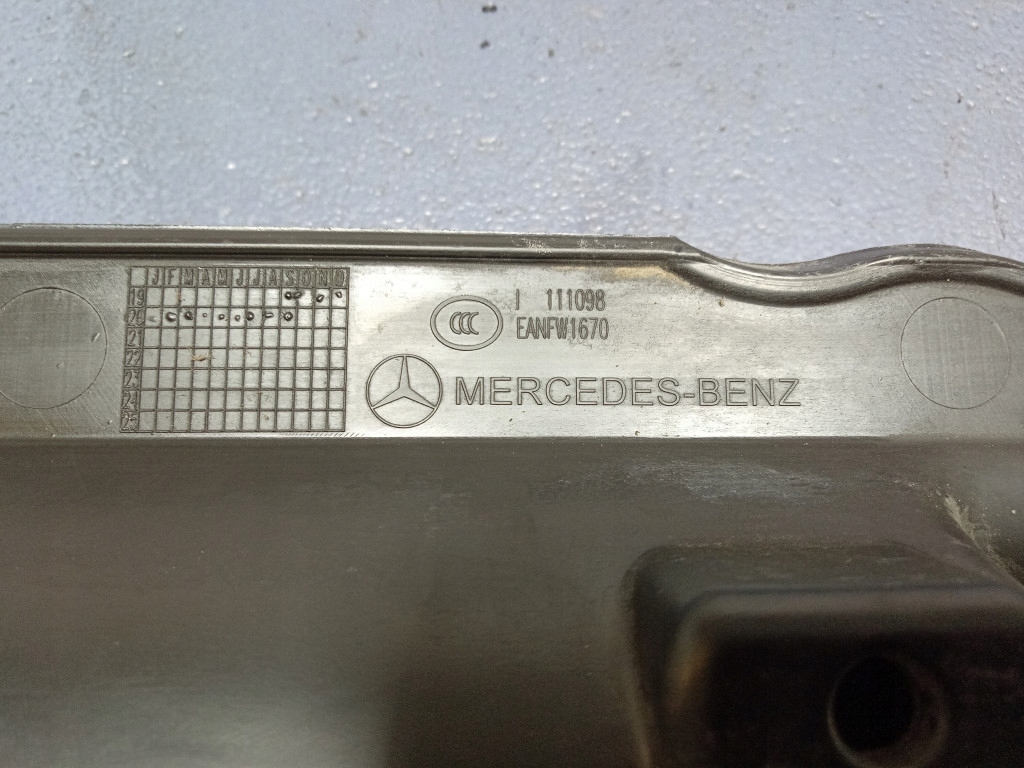 J F M A M J J A S O N D
19
20
21
22
23
24
25
CCC
I 111098
EANFW1670
MERCEDES-BENZ